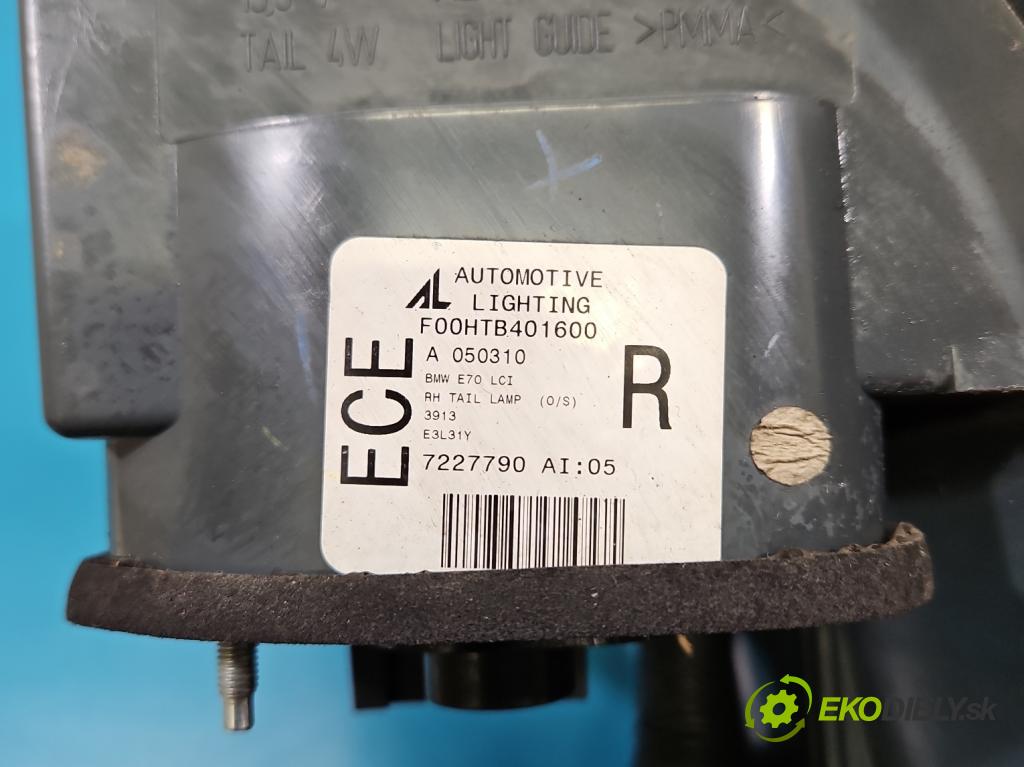 TAIL 4W LIGHT GUIDE >PMMA<
AL AUTOMOTIVE
LIGHTING
F00HTB401600
A 050310
BMW E70 LCI
RH TAIL LAMP (O/S)
3913
E3L31Y
7227790 AI:05
ECE
R
EKODIELY.sk